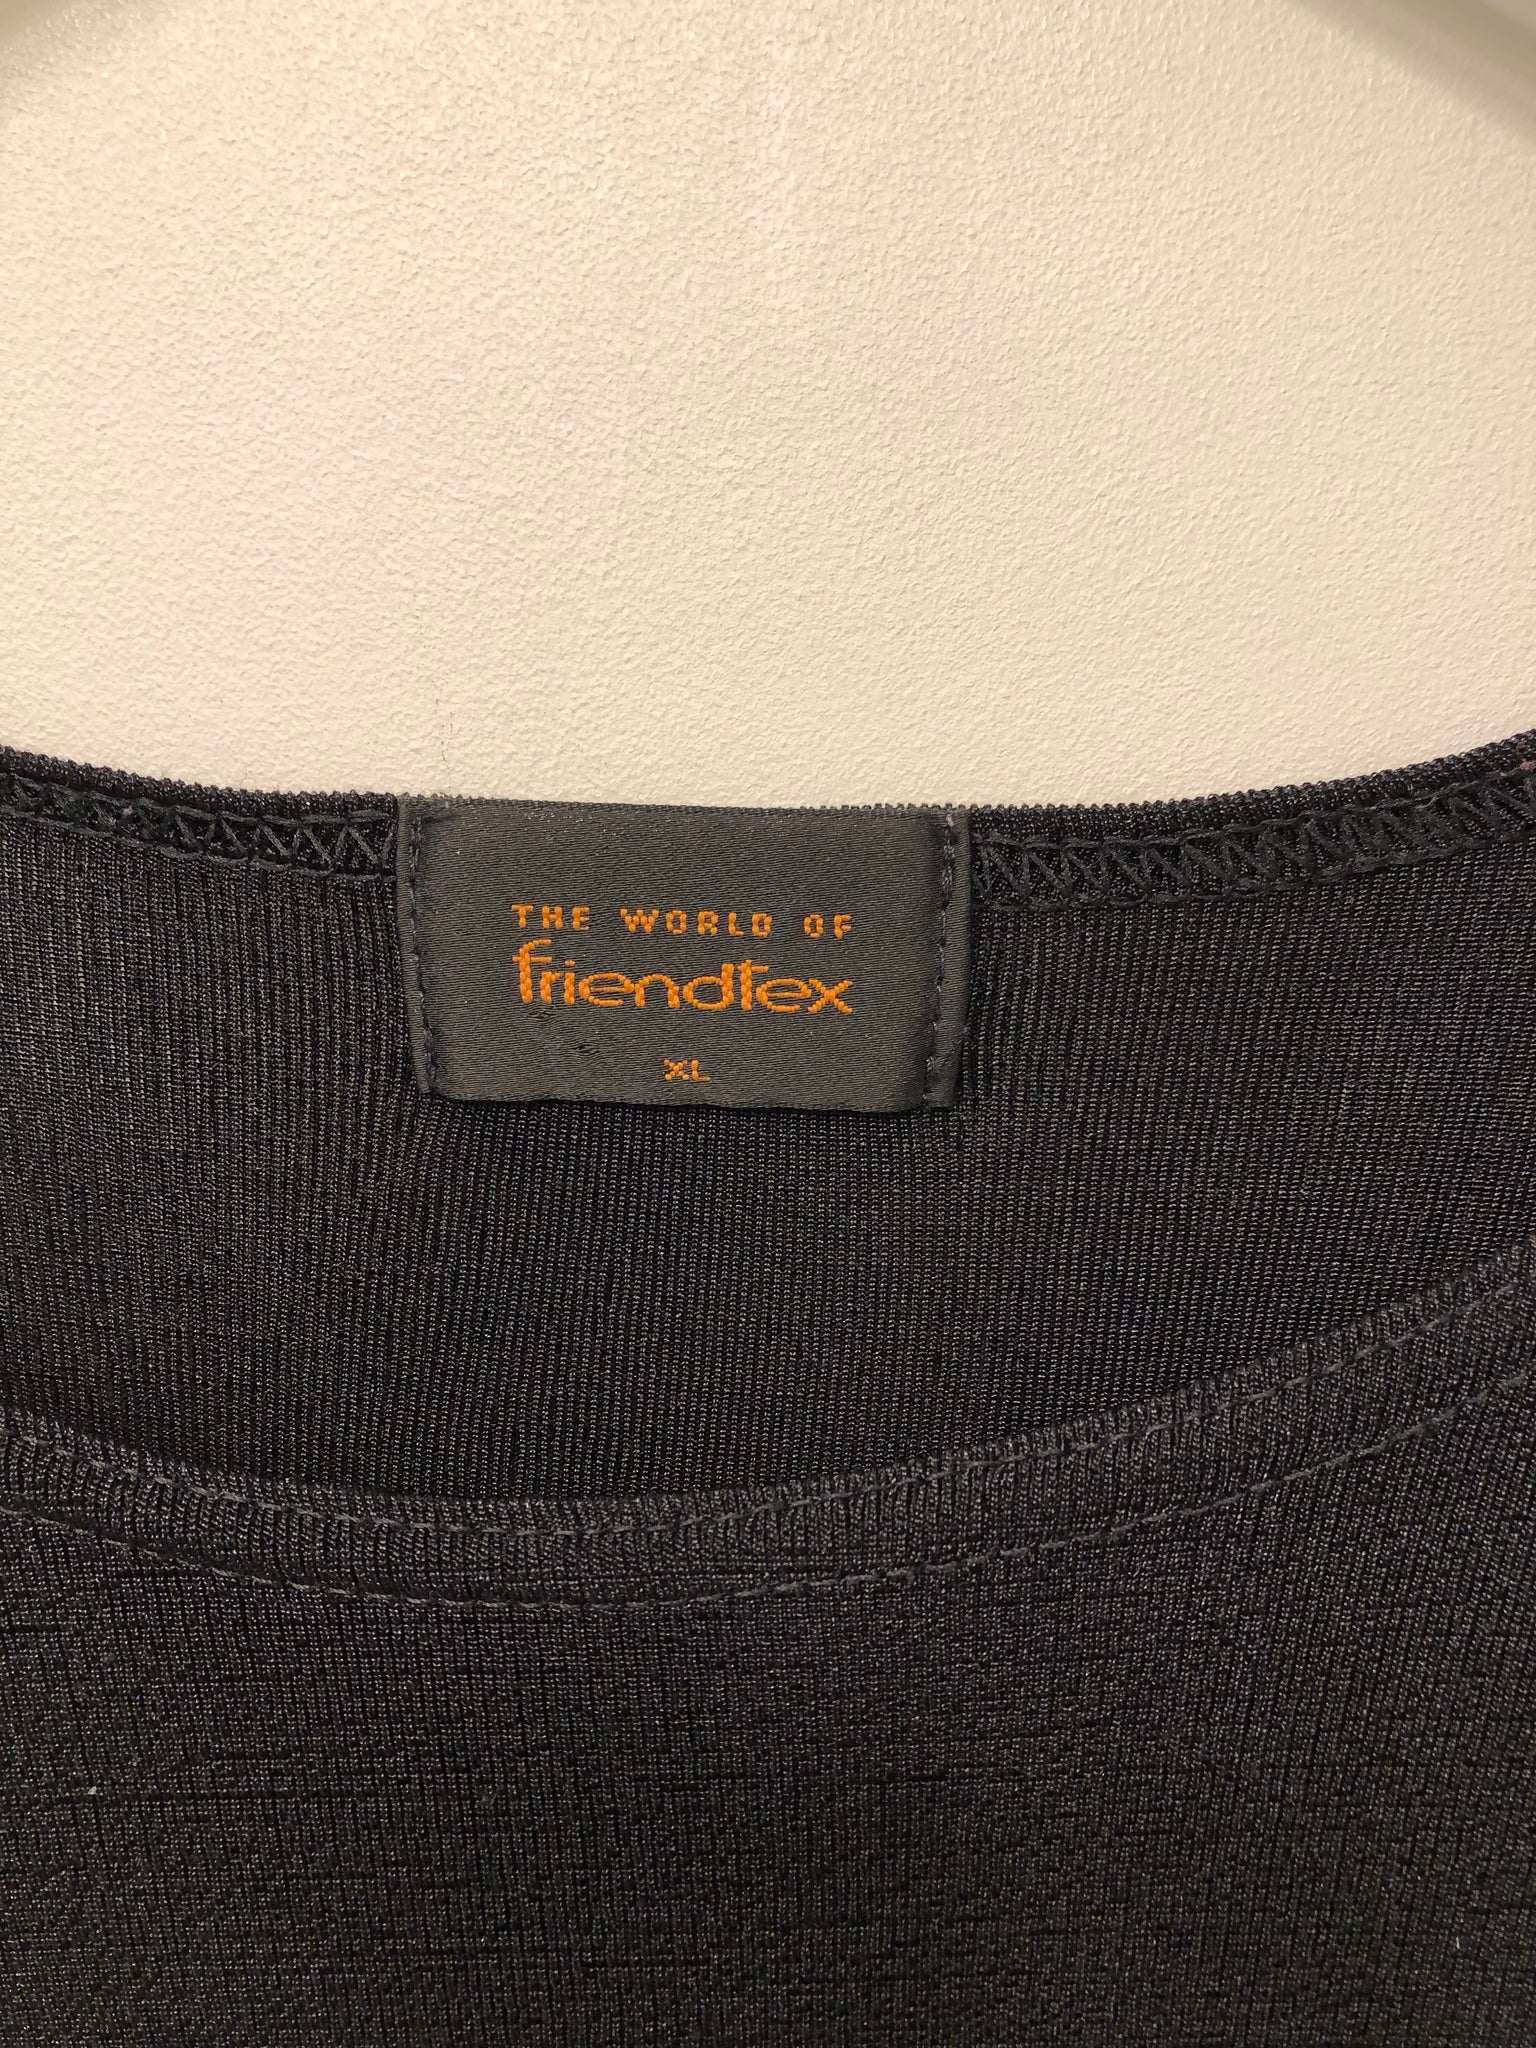 THE WORLD OF
friendtex
XL